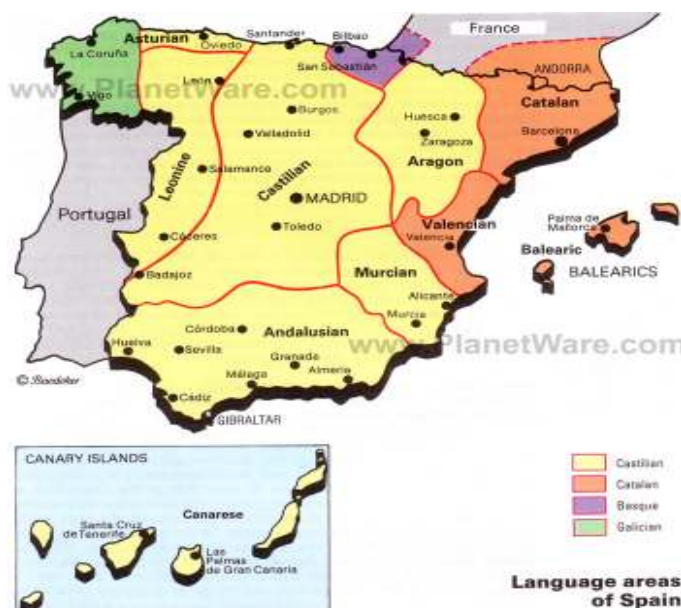 France
Santander
Bilbao
Asturian
Oviedo
La Coruña
San Sebastián
ANDORRA
León
www.PlanetWare.com
Vigo
Catalan
Burgos
Huesca
Valladolid
Zaragoza
Barcelona
Aragon
Salamanca
Leonine
Castilian
MADRID
Portugal
Palma de
Mallorca
Toledo
Valencian
Cáceres
Valencia
Balearic
BALEARICS
Badajoz
Murcian
Alicante
Córdoba
Andalusian
Murcia
Huelva
Sevilla
www.PlanetWare.com
Granada
© Baedeker
Málaga
Almería
Cádiz
GIBRALTAR
CANARY ISLANDS
Castilian
Catalan
Basque
Galician
Canarese
Santa Cruz
de Tenerife
Las
Palmas
de Gran Canaria
Language areas
of Spain